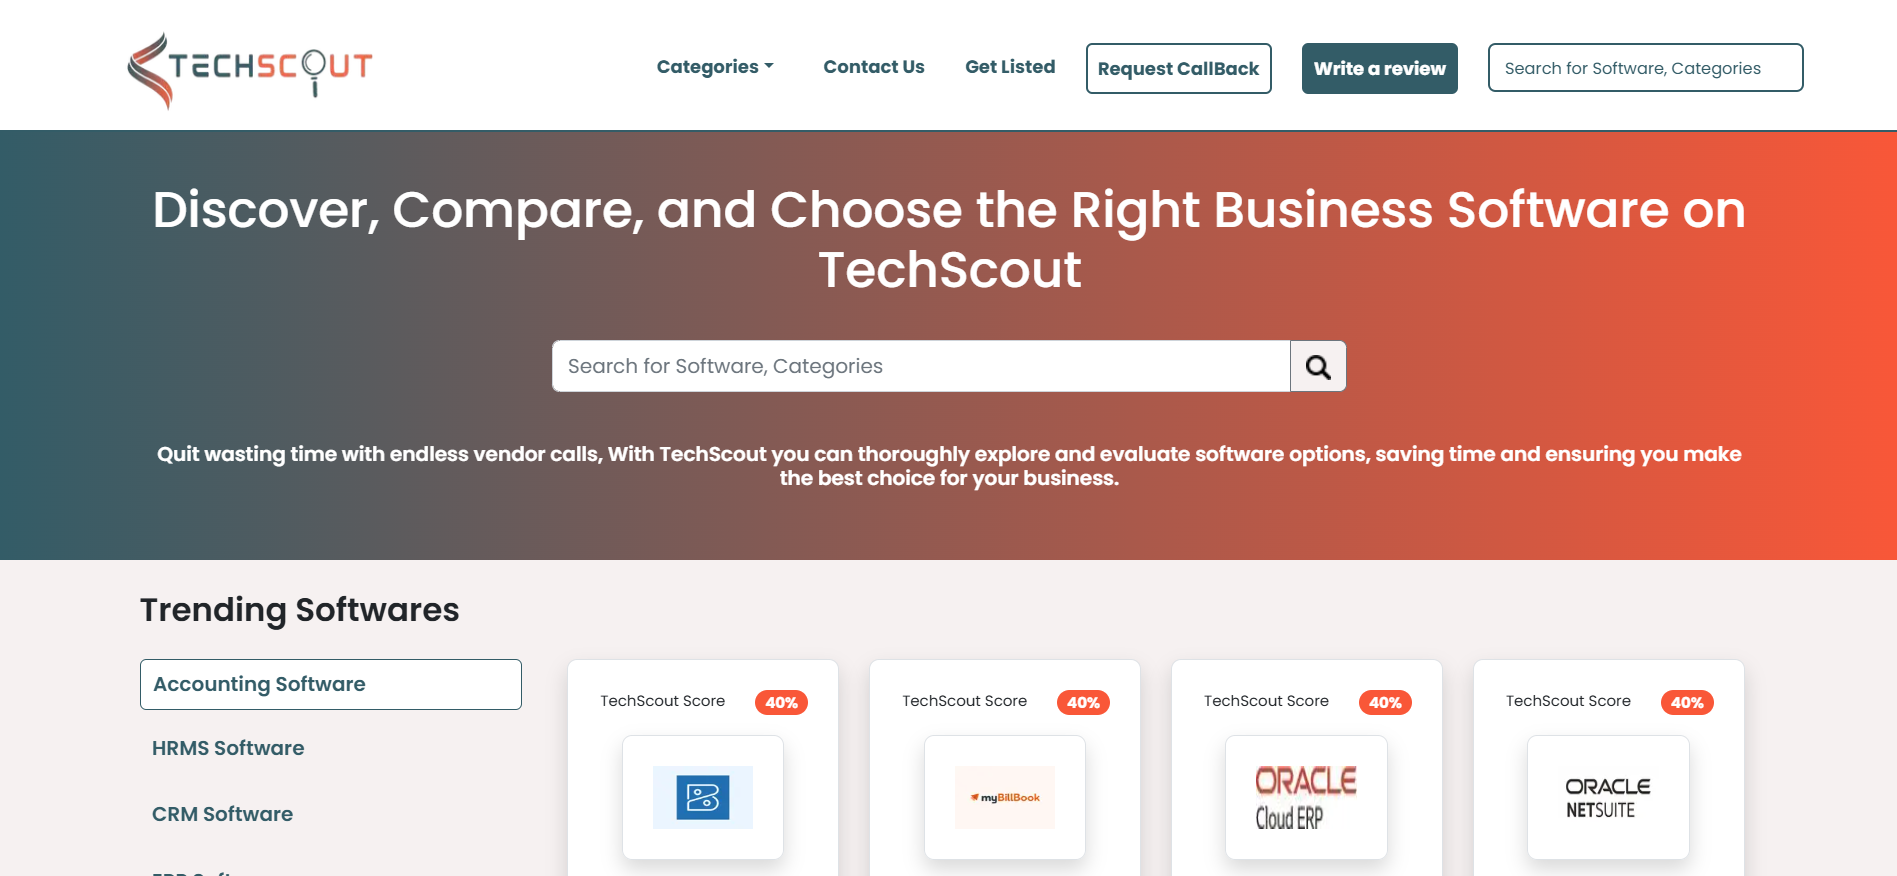 TECHSCOUT
Categories
Contact Us
Get Listed
Request CallBack
Write a review
Search for Software, Categories
Discover, Compare, and Choose the Right Business Software on
TechScout
Search for Software, Categories
Quit wasting time with endless vendor calls, With TechScout you can thoroughly explore and evaluate software options, saving time and ensuring you make
the best choice for your business.
Trending Softwares
Accounting Software
HRMS Software
CRM Software
TechScout Score 40%
TechScout Score 40%
myBillBook
TechScout Score 40%
ORACLE
Cloud ERP
TechScout Score 40%
ORACLE
NETSUITE